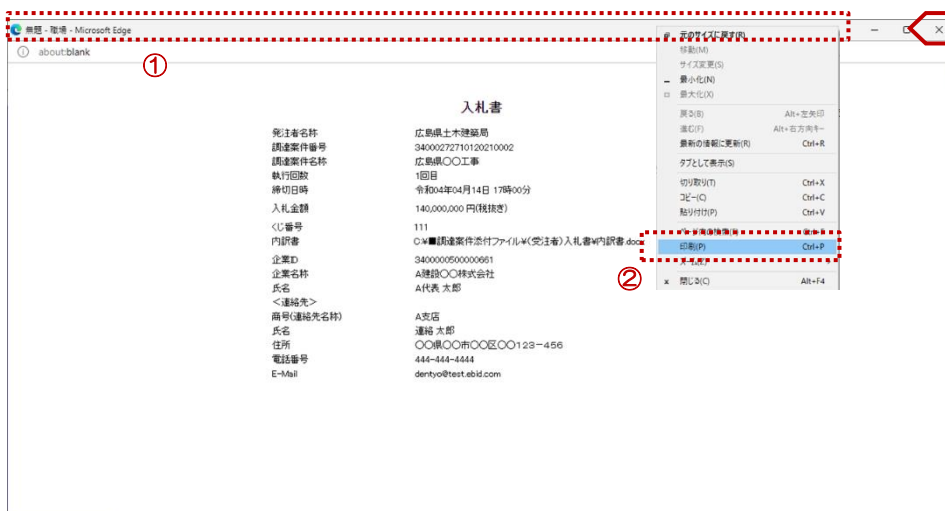 無題 - 職場 - Microsoft Edge
about:blank
①
入札書
発注者名称 広島県土木建築局
調達案件番号 34000272710120210002
調達案件名称 広島県〇〇工事
執行回数 1回目
締切日時 令和04年04月14日 17時00分
入札金額 140,000,000 円(税抜き)
くじ番号 111
内訳書 C:¥■調達案件添付ファイル¥(受注者)入札書¥内訳書.docx
企業ID 3400000500000661
企業名称 A建設〇〇株式会社
氏名 A代表 太郎
<連絡先>
商号(連絡先名称) A支店
氏名 連絡 太郎
住所 〇〇県〇〇市〇〇区〇〇123-456
電話番号 444-444-4444
E-Mail dentyo@test.ebid.com
元のサイズに戻す(R)
移動(M)
サイズ変更(S)
最小化(N)
最大化(X)
戻る(B) Alt+左矢印
進む(F) Alt+右方向キー
最新の情報に更新(R) Ctrl+R
タブとして表示(S)
切り取り(T) Ctrl+X
コピー(C) Ctrl+C
貼り付け(P) Ctrl+V
②
印刷(P) Ctrl+P
閉じる(C) Alt+F4